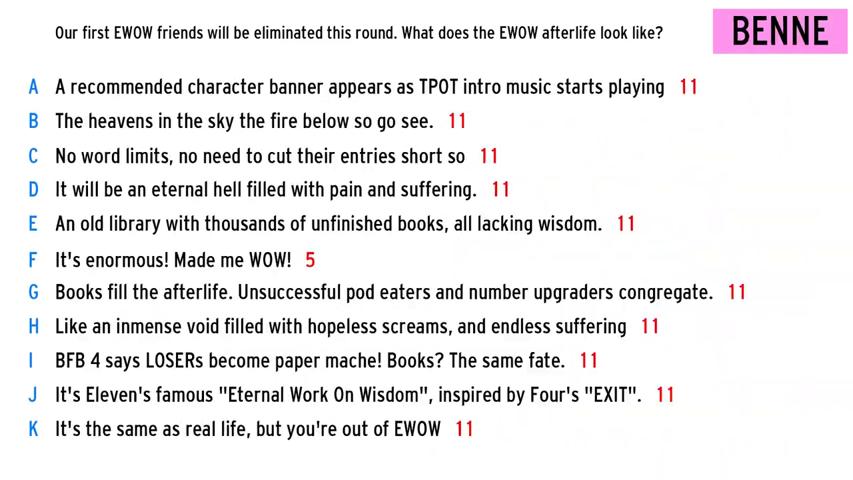 Our first EWOW friends will be eliminated this round. What does the EWOW afterlife look like?
BENNE
A A recommended character banner appears as TPOT intro music starts playing 11
B The heavens in the sky the fire below so go see. 11
C No word limits, no need to cut their entries short so 11
D It will be an eternal hell filled with pain and suffering. 11
E An old library with thousands of unfinished books, all lacking wisdom. 11
F It's enormous! Made me WOW! 5
G Books fill the afterlife. Unsuccessful pod eaters and number upgraders congregate. 11
H Like an inmense void filled with hopeless screams, and endless suffering 11
I BFB 4 says LOSERs become paper mache! Books? The same fate. 11
J It's Eleven's famous "Eternal Work On Wisdom", inspired by Four's "EXIT". 11
K It's the same as real life, but you're out of EWOW 11